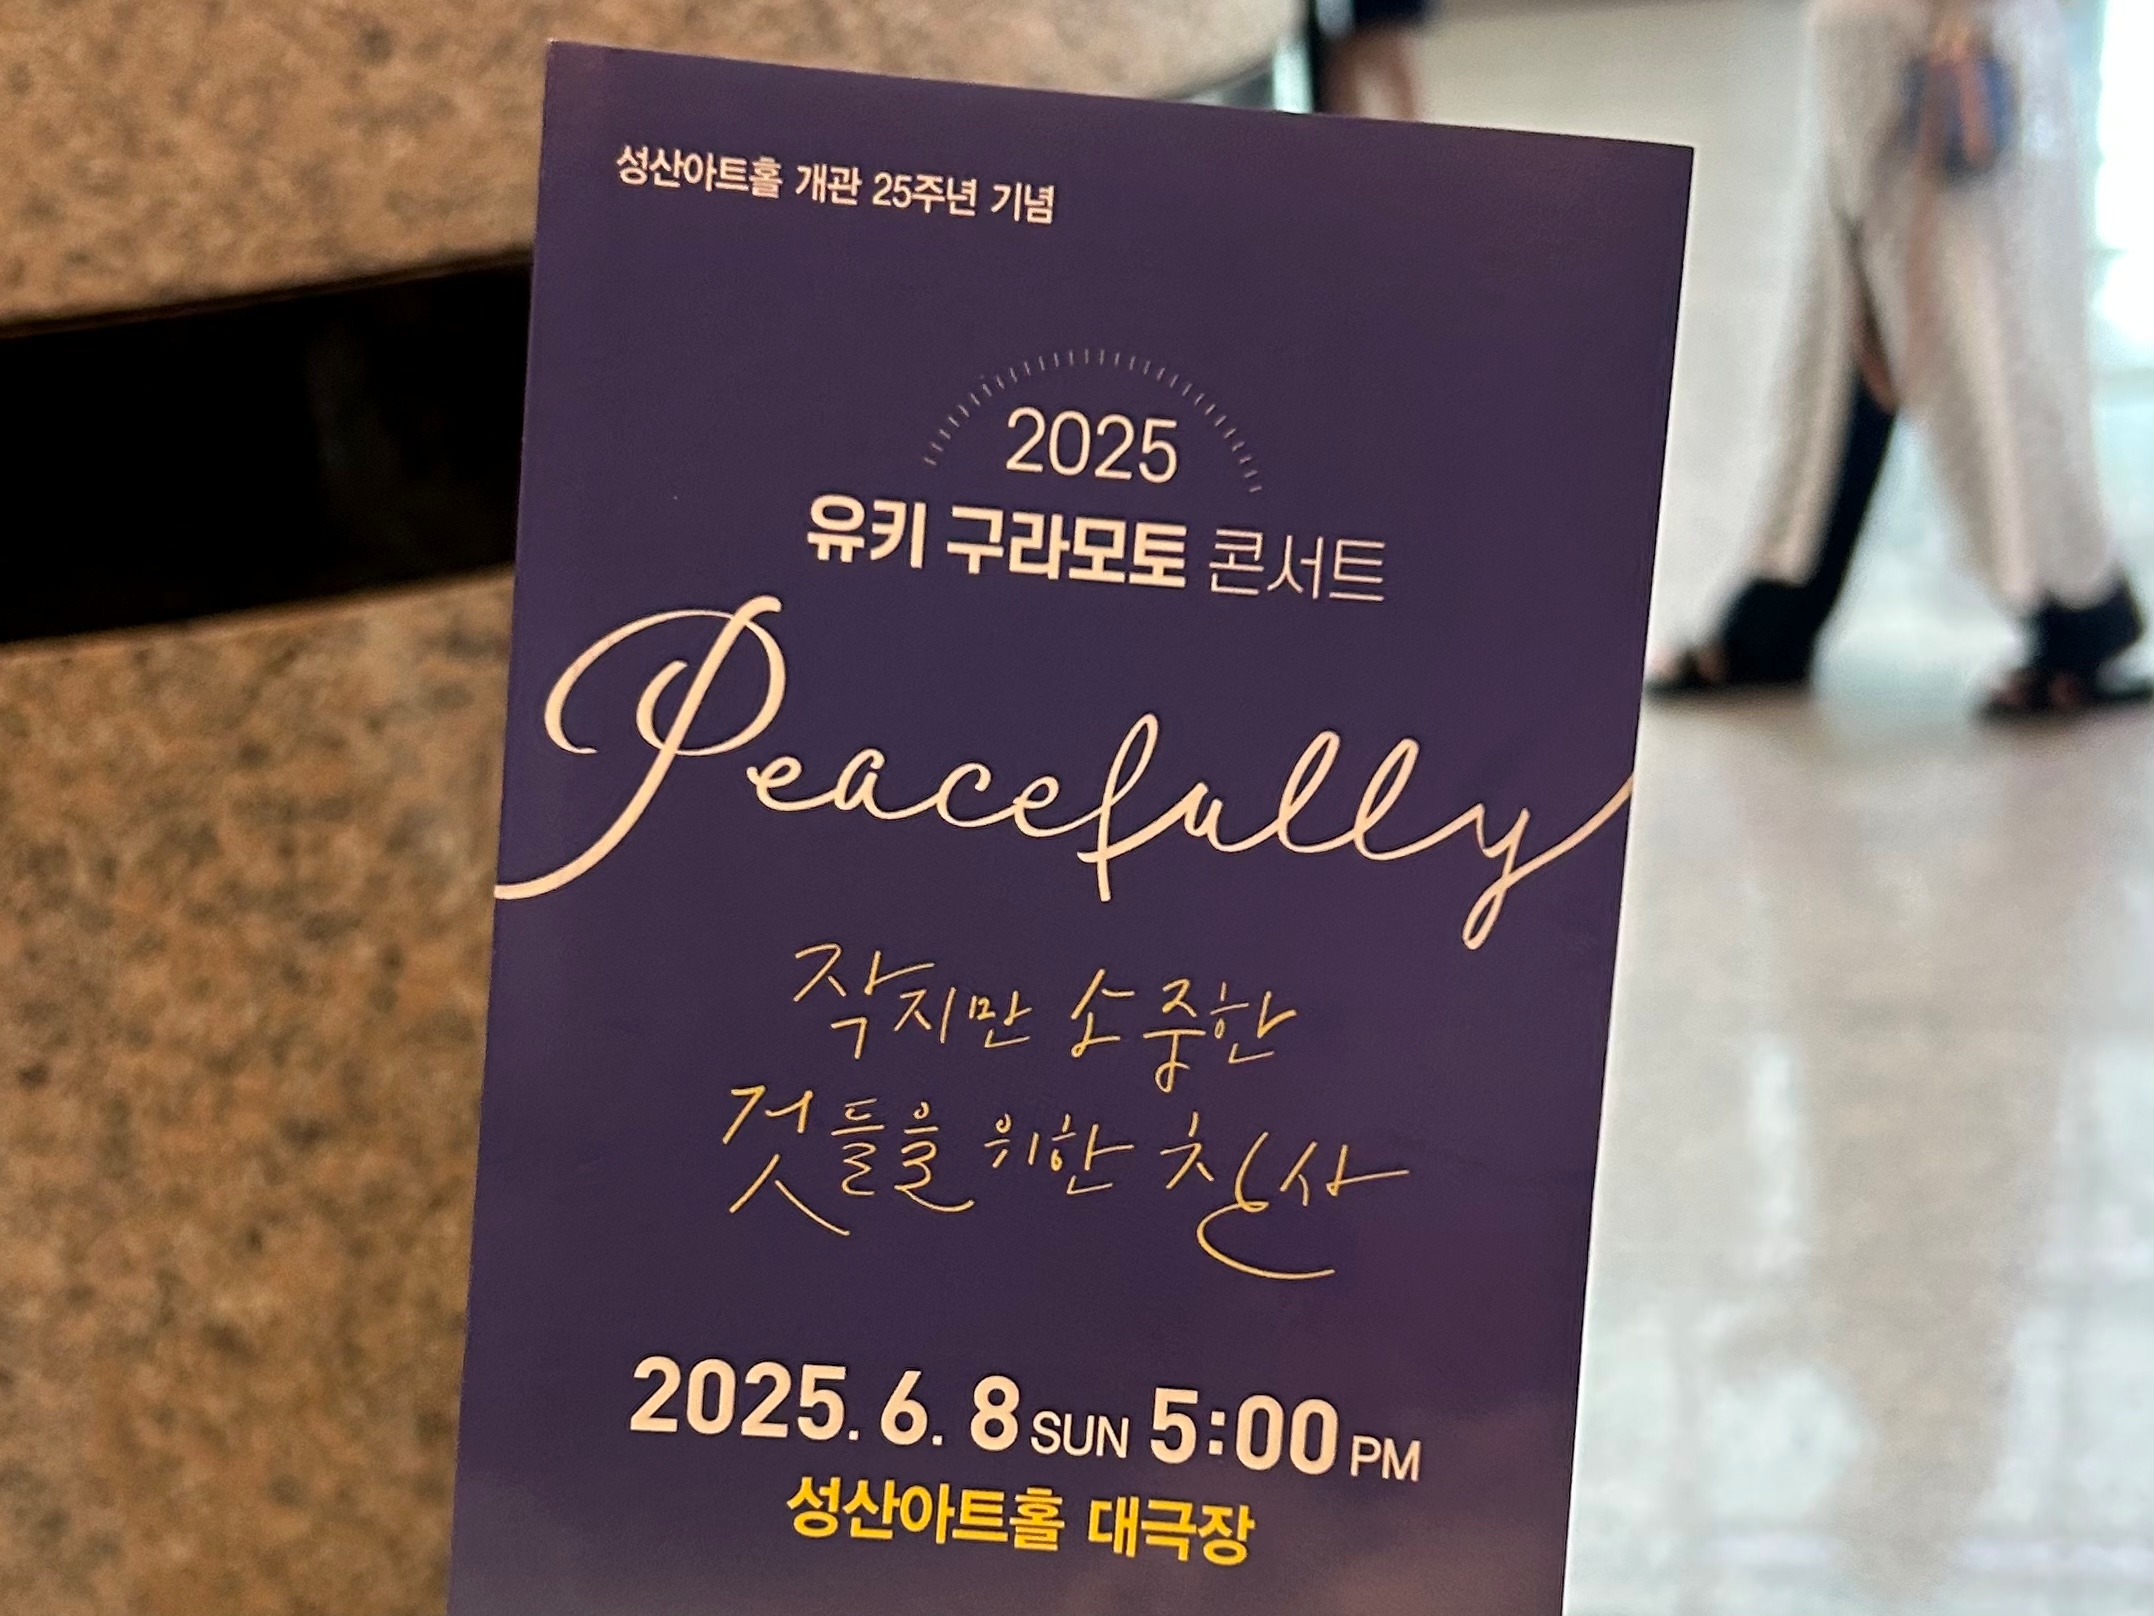 성산아트홀 개관 25주년 기념
2025
유키 구라모토 콘서트
Peacefully
작지만 소중한
것들을 위한 찬사
2025. 6. 8 SUN 5:00 PM
성산아트홀 대극장